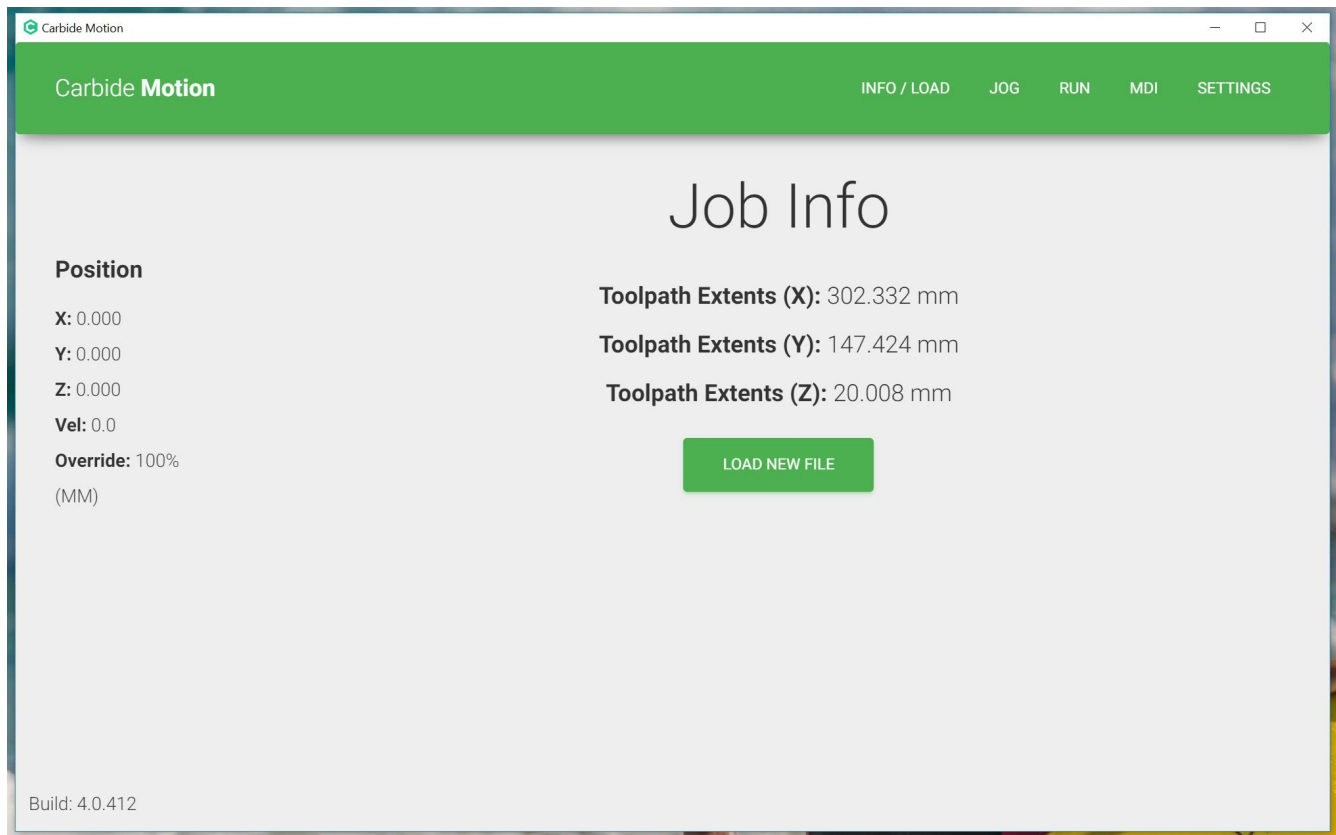 Carbide Motion
Carbide Motion
INFO / LOAD JOG RUN MDI SETTINGS
Job Info
Position
X: 0.000
Y: 0.000
Z: 0.000
Vel: 0.0
Override: 100%
(MM)
Toolpath Extents (X): 302.332 mm
Toolpath Extents (Y): 147.424 mm
Toolpath Extents (Z): 20.008 mm
LOAD NEW FILE
Build: 4.0.412